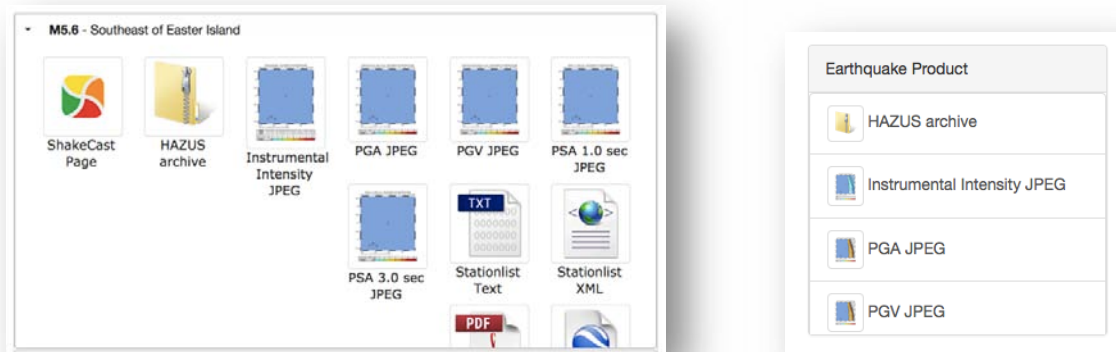 M5.6 - Southeast of Easter Island
ShakeCast
Page
HAZUS
archive
Instrumental
Intensity
JPEG
PGA JPEG
PGV JPEG
PSA 1.0 sec
JPEG
PSA 3.0 sec
JPEG
TXT
Stationlist
Text
Stationlist
XML
PDF
Earthquake Product
HAZUS archive
Instrumental Intensity JPEG
PGA JPEG
PGV JPEG